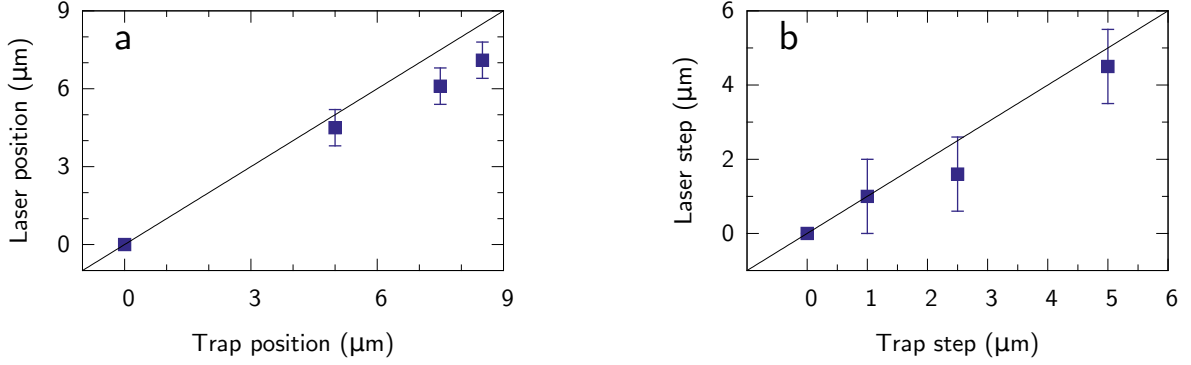 a
9
6
3
0
Laser position (μm)
0 3 6 9
Trap position (μm)
b
6
4
2
0
Laser step (μm)
0 1 2 3 4 5 6
Trap step (μm)